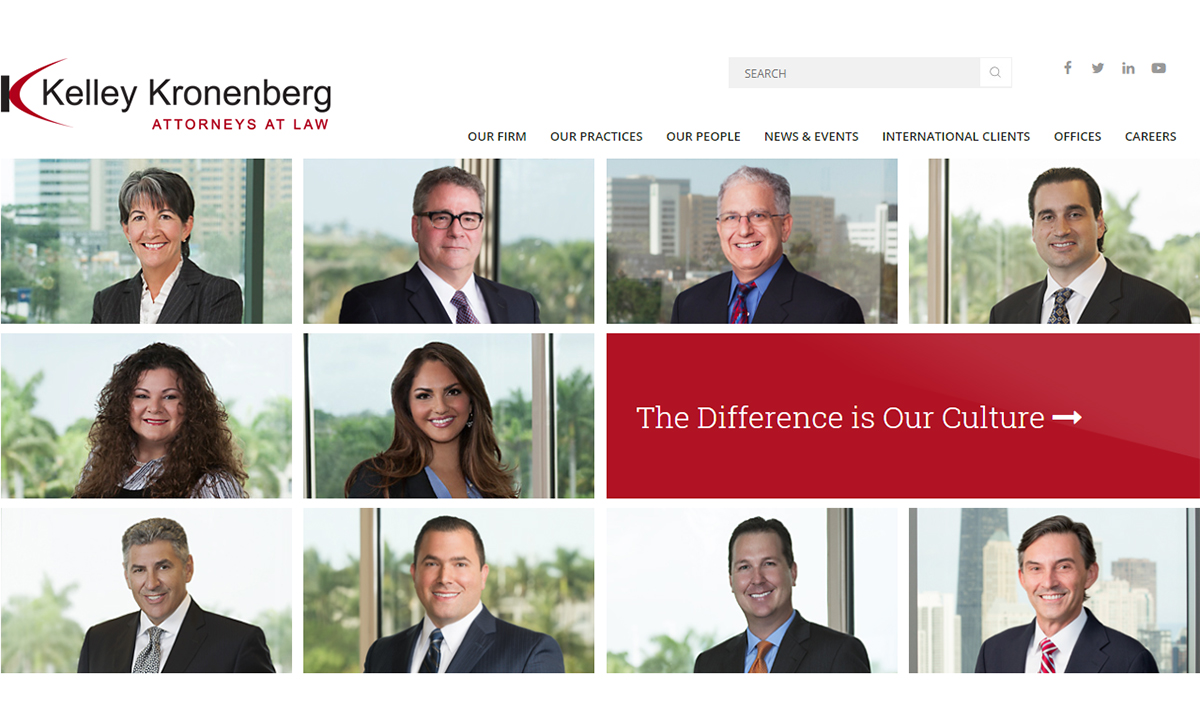 Kelley Kronenberg
ATTORNEYS AT LAW
SEARCH
OUR FIRM OUR PRACTICES OUR PEOPLE NEWS & EVENTS INTERNATIONAL CLIENTS OFFICES CAREERS
The Difference is Our Culture